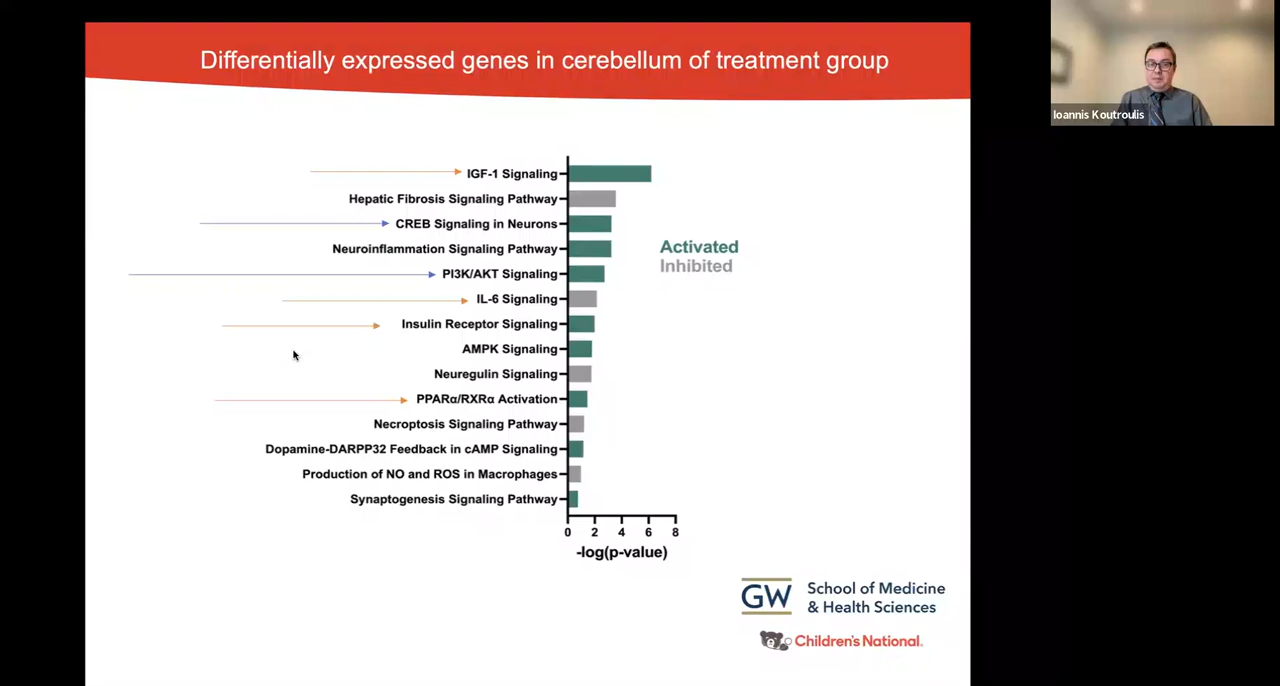 Differentially expressed genes in cerebellum of treatment group
Ioannis Koutroulis
IGF-1 Signaling
Hepatic Fibrosis Signaling Pathway
CREB Signaling in Neurons
Neuroinflammation Signaling Pathway
PI3K/AKT Signaling
IL-6 Signaling
Insulin Receptor Signaling
AMPK Signaling
Neuregulin Signaling
PPARα/RXRα Activation
Necroptosis Signaling Pathway
Dopamine-DARPP32 Feedback in cAMP Signaling
Production of NO and ROS in Macrophages
Synaptogenesis Signaling Pathway
Activated
Inhibited
0 2 4 6 8
-log(p-value)
GW School of Medicine
& Health Sciences
Children's National.